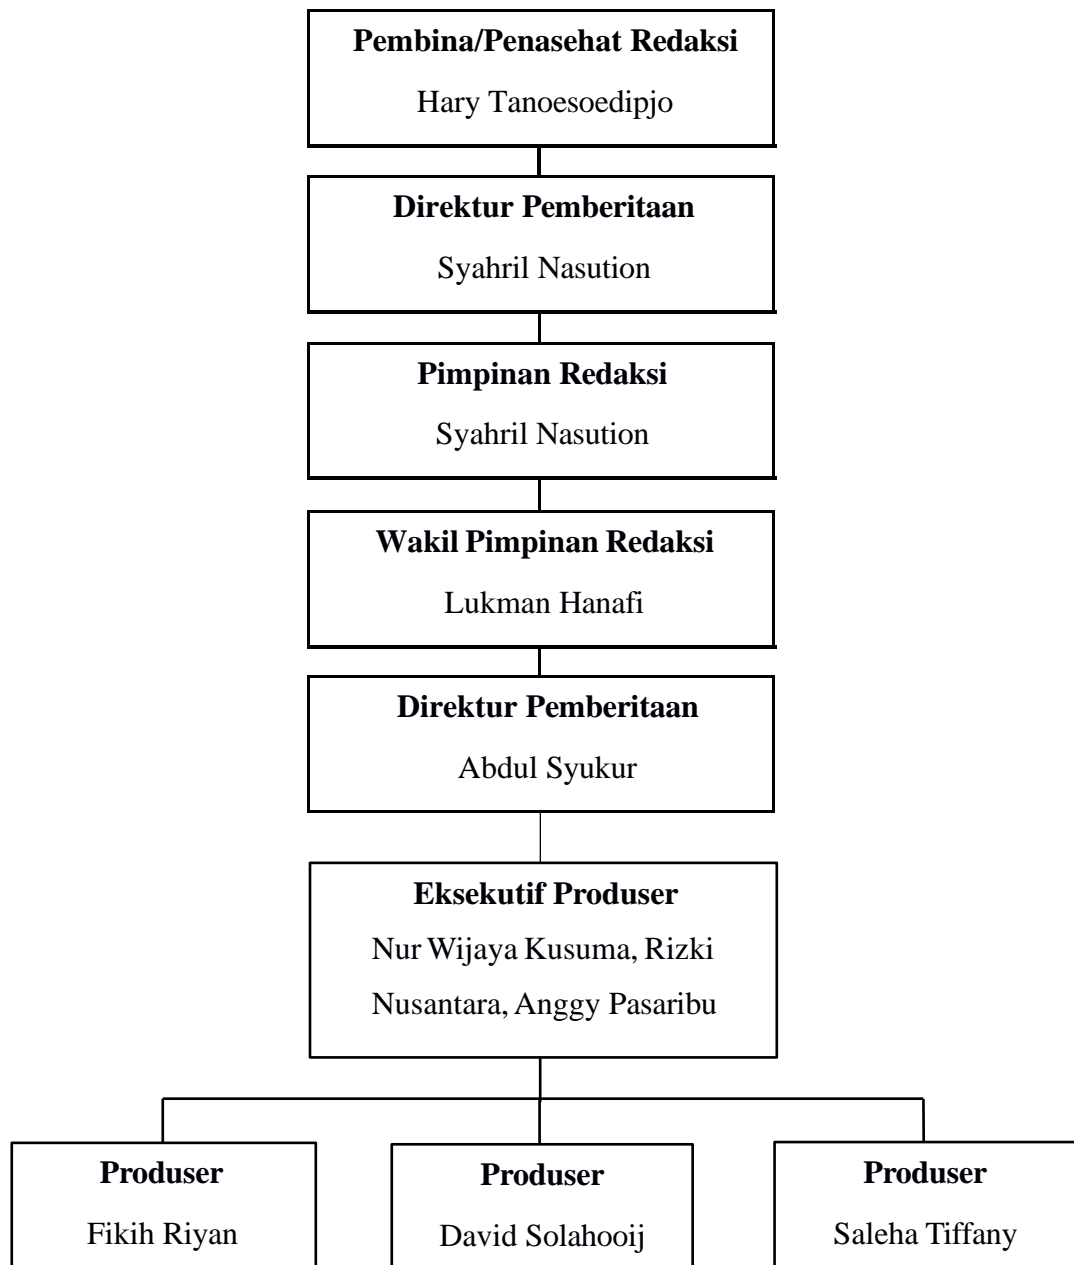 Pembina/Penasehat Redaksi
Hary Tanoesoedipjo
Direktur Pemberitaan
Syahril Nasution
Pimpinan Redaksi
Syahril Nasution
Wakil Pimpinan Redaksi
Lukman Hanafi
Direktur Pemberitaan
Abdul Syukur
Eksekutif Produser
Nur Wijaya Kusuma, Rizki
Nusantara, Anggy Pasaribu
Produser
Fikih Riyan
Produser
David Solahooij
Produser
Saleha Tiffany